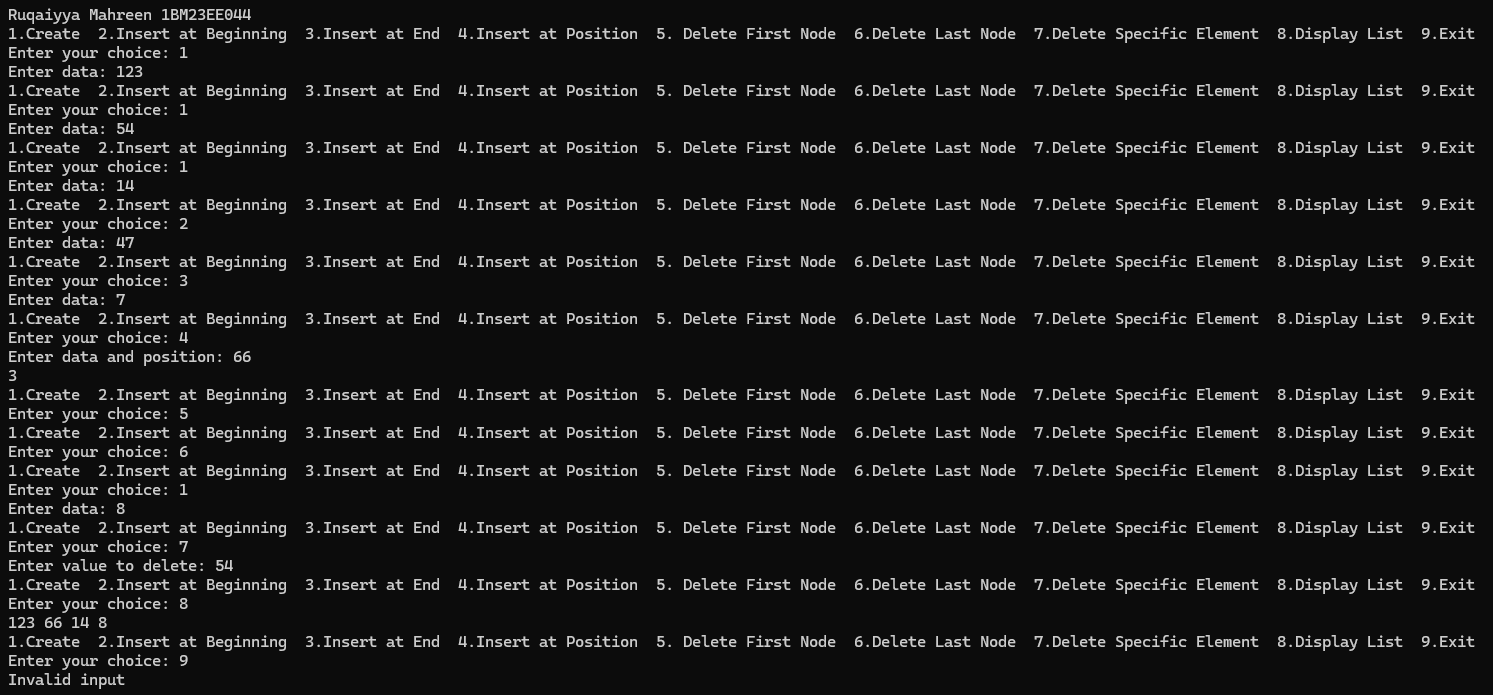 Ruqaiyya Mahreen 1BM23EE044
1.Create  2.Insert at Beginning  3.Insert at End  4.Insert at Position  5. Delete First Node  6.Delete Last Node  7.Delete Specific Element  8.Display List  9.Exit
Enter your choice: 1
Enter data: 123
1.Create  2.Insert at Beginning  3.Insert at End  4.Insert at Position  5. Delete First Node  6.Delete Last Node  7.Delete Specific Element  8.Display List  9.Exit
Enter your choice: 1
Enter data: 54
1.Create  2.Insert at Beginning  3.Insert at End  4.Insert at Position  5. Delete First Node  6.Delete Last Node  7.Delete Specific Element  8.Display List  9.Exit
Enter your choice: 1
Enter data: 14
1.Create  2.Insert at Beginning  3.Insert at End  4.Insert at Position  5. Delete First Node  6.Delete Last Node  7.Delete Specific Element  8.Display List  9.Exit
Enter your choice: 2
Enter data: 47
1.Create  2.Insert at Beginning  3.Insert at End  4.Insert at Position  5. Delete First Node  6.Delete Last Node  7.Delete Specific Element  8.Display List  9.Exit
Enter your choice: 3
Enter data: 7
1.Create  2.Insert at Beginning  3.Insert at End  4.Insert at Position  5. Delete First Node  6.Delete Last Node  7.Delete Specific Element  8.Display List  9.Exit
Enter your choice: 4
Enter data and position: 66
3
1.Create  2.Insert at Beginning  3.Insert at End  4.Insert at Position  5. Delete First Node  6.Delete Last Node  7.Delete Specific Element  8.Display List  9.Exit
Enter your choice: 5
1.Create  2.Insert at Beginning  3.Insert at End  4.Insert at Position  5. Delete First Node  6.Delete Last Node  7.Delete Specific Element  8.Display List  9.Exit
Enter your choice: 6
1.Create  2.Insert at Beginning  3.Insert at End  4.Insert at Position  5. Delete First Node  6.Delete Last Node  7.Delete Specific Element  8.Display List  9.Exit
Enter your choice: 1
Enter data: 8
1.Create  2.Insert at Beginning  3.Insert at End  4.Insert at Position  5. Delete First Node  6.Delete Last Node  7.Delete Specific Element  8.Display List  9.Exit
Enter your choice: 7
Enter value to delete: 54
1.Create  2.Insert at Beginning  3.Insert at End  4.Insert at Position  5. Delete First Node  6.Delete Last Node  7.Delete Specific Element  8.Display List  9.Exit
Enter your choice: 8
123 66 14 8
1.Create  2.Insert at Beginning  3.Insert at End  4.Insert at Position  5. Delete First Node  6.Delete Last Node  7.Delete Specific Element  8.Display List  9.Exit
Enter your choice: 9
Invalid input